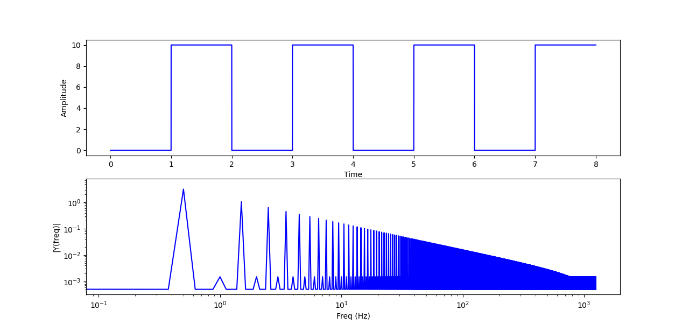 10
8
6
4
2
0
Amplitude
0 1 2 3 4 5 6 7 8
Time
10⁰
10⁻¹
10⁻²
10⁻³
|Y(freq)|
10⁻¹ 10⁰ 10¹ 10² 10³
Freq (Hz)